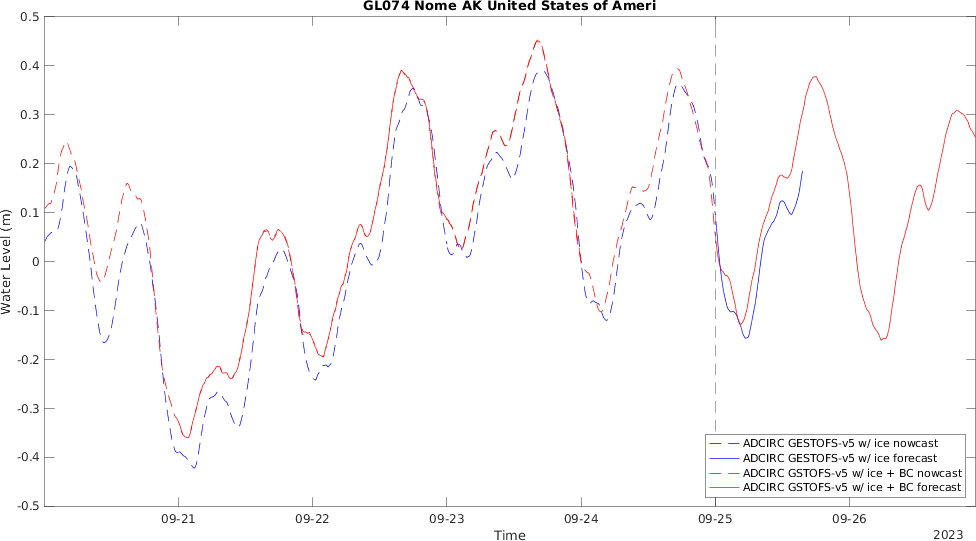 GL074 Nome AK United States of Ameri
0.5
0.4
0.3
0.2
0.1
0
-0.1
-0.2
-0.3
-0.4
-0.5
Water Level (m)
ADCIRC GESTOFS-v5 w/ ice nowcast
ADCIRC GESTOFS-v5 w/ ice forecast
ADCIRC GSTOFS-v5 w/ ice + BC nowcast
ADCIRC GSTOFS-v5 w/ ice + BC forecast
09-21 09-22 09-23 09-24 09-25 09-26
Time
2023